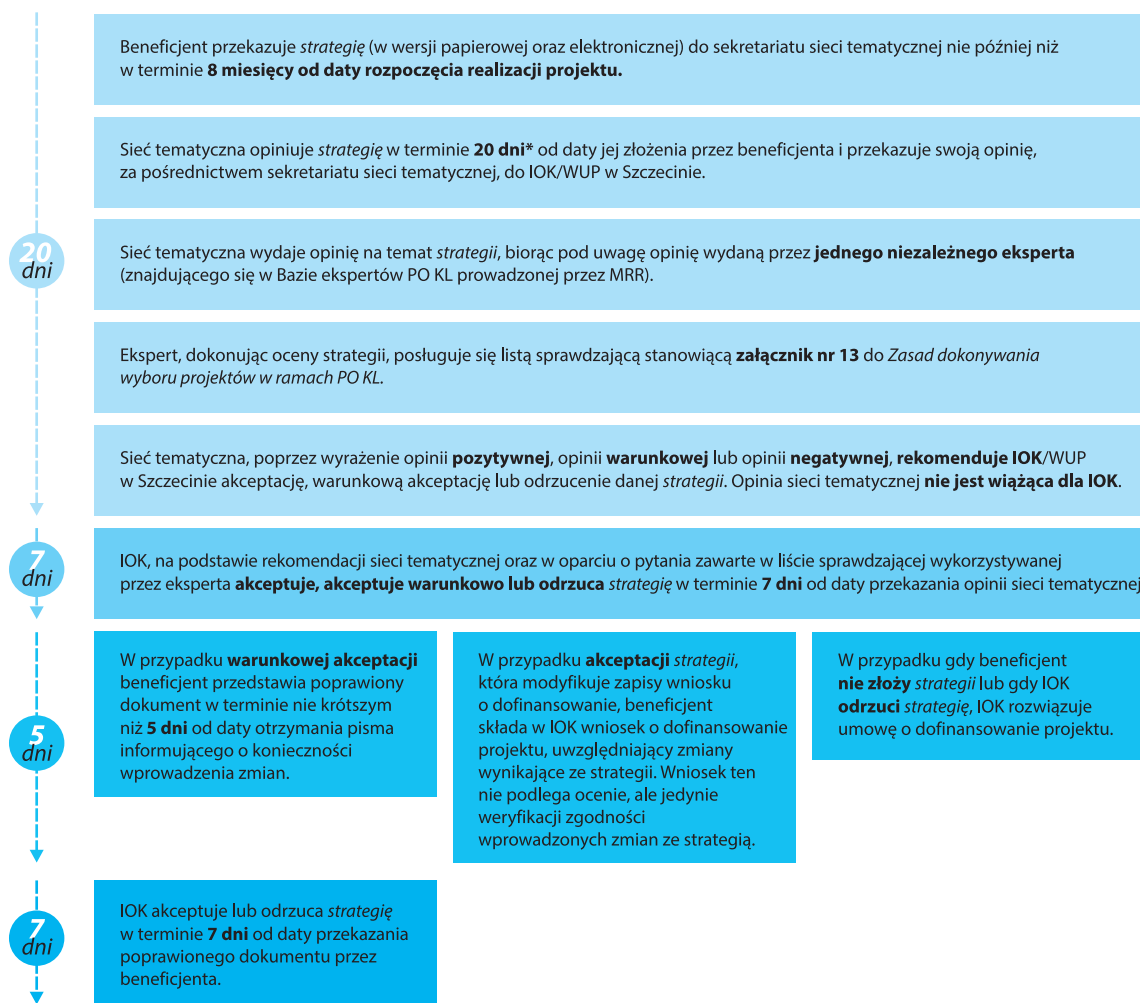 Beneficjent przekazuje strategię (w wersji papierowej oraz elektronicznej) do sekretariatu sieci tematycznej nie później niż
w terminie 8 miesięcy od daty rozpoczęcia realizacji projektu.
Sieć tematyczna opiniuje strategię w terminie 20 dni* od daty jej złożenia przez beneficjenta i przekazuje swoją opinię,
za pośrednictwem sekretariatu sieci tematycznej, do IOK/WUP w Szczecinie.
20
dni
Sieć tematyczna wydaje opinię na temat strategii, biorąc pod uwagę opinię wydaną przez jednego niezależnego eksperta
(znajdującego się w Bazie ekspertów PO KL prowadzonej przez MRR).
Ekspert, dokonując oceny strategii, posługuje się listą sprawdzającą stanowiącą załącznik nr 13 do Zasad dokonywania
wyboru projektów w ramach PO KL.
Sieć tematyczna, poprzez wyrażenie opinii pozytywnej, opinii warunkowej lub opinii negatywnej, rekomenduje IOK/WUP
w Szczecinie akceptację, warunkową akceptację lub odrzucenie danej strategii. Opinia sieci tematycznej nie jest wiążąca dla IOK.
7
dni
IOK, na podstawie rekomendacji sieci tematycznej oraz w oparciu o pytania zawarte w liście sprawdzającej wykorzystywanej
przez eksperta akceptuje, akceptuje warunkowo lub odrzuca strategię w terminie 7 dni od daty przekazania opinii sieci tematycznej
5
dni
W przypadku warunkowej akceptacji
beneficjent przedstawia poprawiony
dokument w terminie nie krótszym
niż 5 dni od daty otrzymania pisma
informującego o konieczności
wprowadzenia zmian.
W przypadku akceptacji strategii,
która modyfikuje zapisy wniosku
o dofinansowanie, beneficjent
składa w IOK wniosek o dofinansowanie
projektu, uwzględniający zmiany
wynikające ze strategii. Wniosek ten
nie podlega ocenie, ale jedynie
weryfikacji zgodności
wprowadzonych zmian ze strategią.
W przypadku gdy beneficjent
nie złoży strategii lub gdy IOK
odrzuci strategię, IOK rozwiązuje
umowę o dofinansowanie projektu.
7
dni
IOK akceptuje lub odrzuca strategię
w terminie 7 dni od daty przekazania
poprawionego dokumentu przez
beneficjenta.